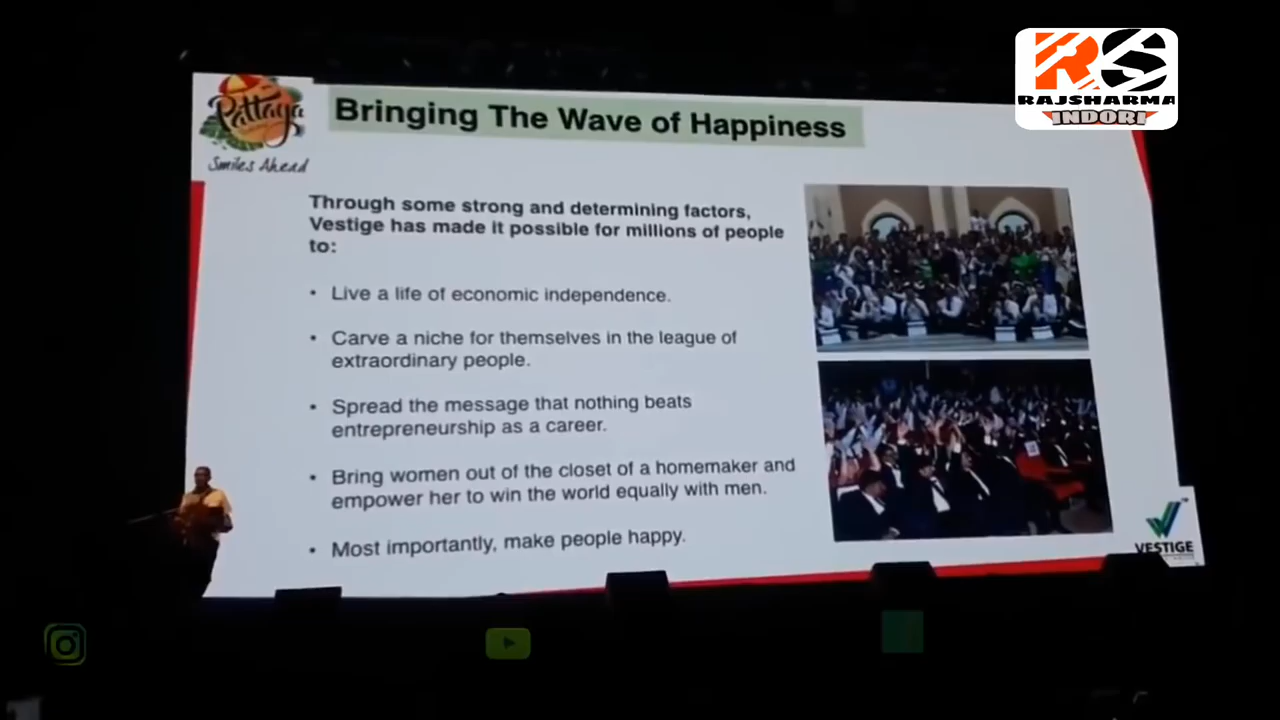 RS
RAJSHARMA
INDORI
Pattaya
Smiles Ahead
Bringing The Wave of Happiness
Through some strong and determining factors,
Vestige has made it possible for millions of people
to:
• Live a life of economic independence.
• Carve a niche for themselves in the league of
extraordinary people.
• Spread the message that nothing beats
entrepreneurship as a career.
• Bring women out of the closet of a homemaker and
empower her to win the world equally with men.
• Most importantly, make people happy.
VESTIGE